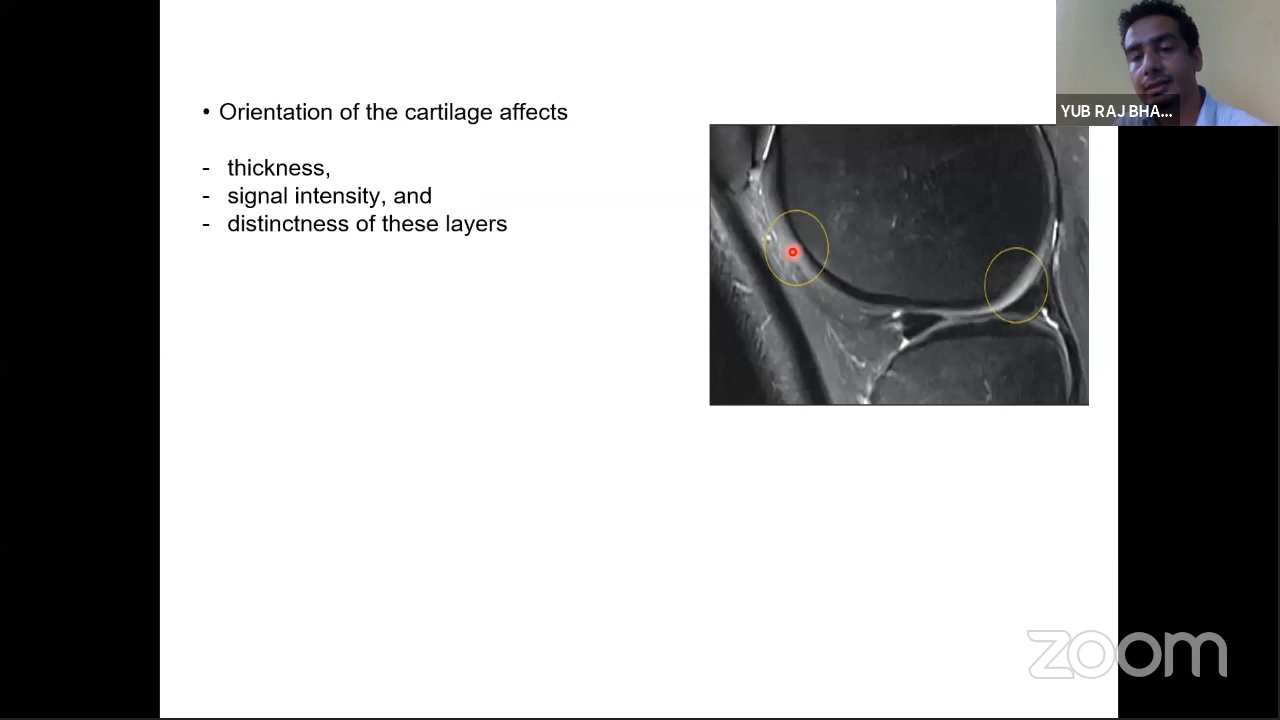 • Orientation of the cartilage affects
- thickness,
- signal intensity, and
- distinctness of these layers
YUB RAJ BHA...
zoom